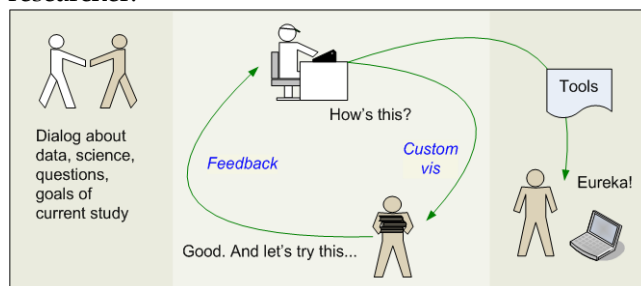 researcher.
Dialog about
data, science,
questions,
goals of
current study
How's this?
Feedback
Custom
vis
Good. And let's try this...
Tools
Eureka!